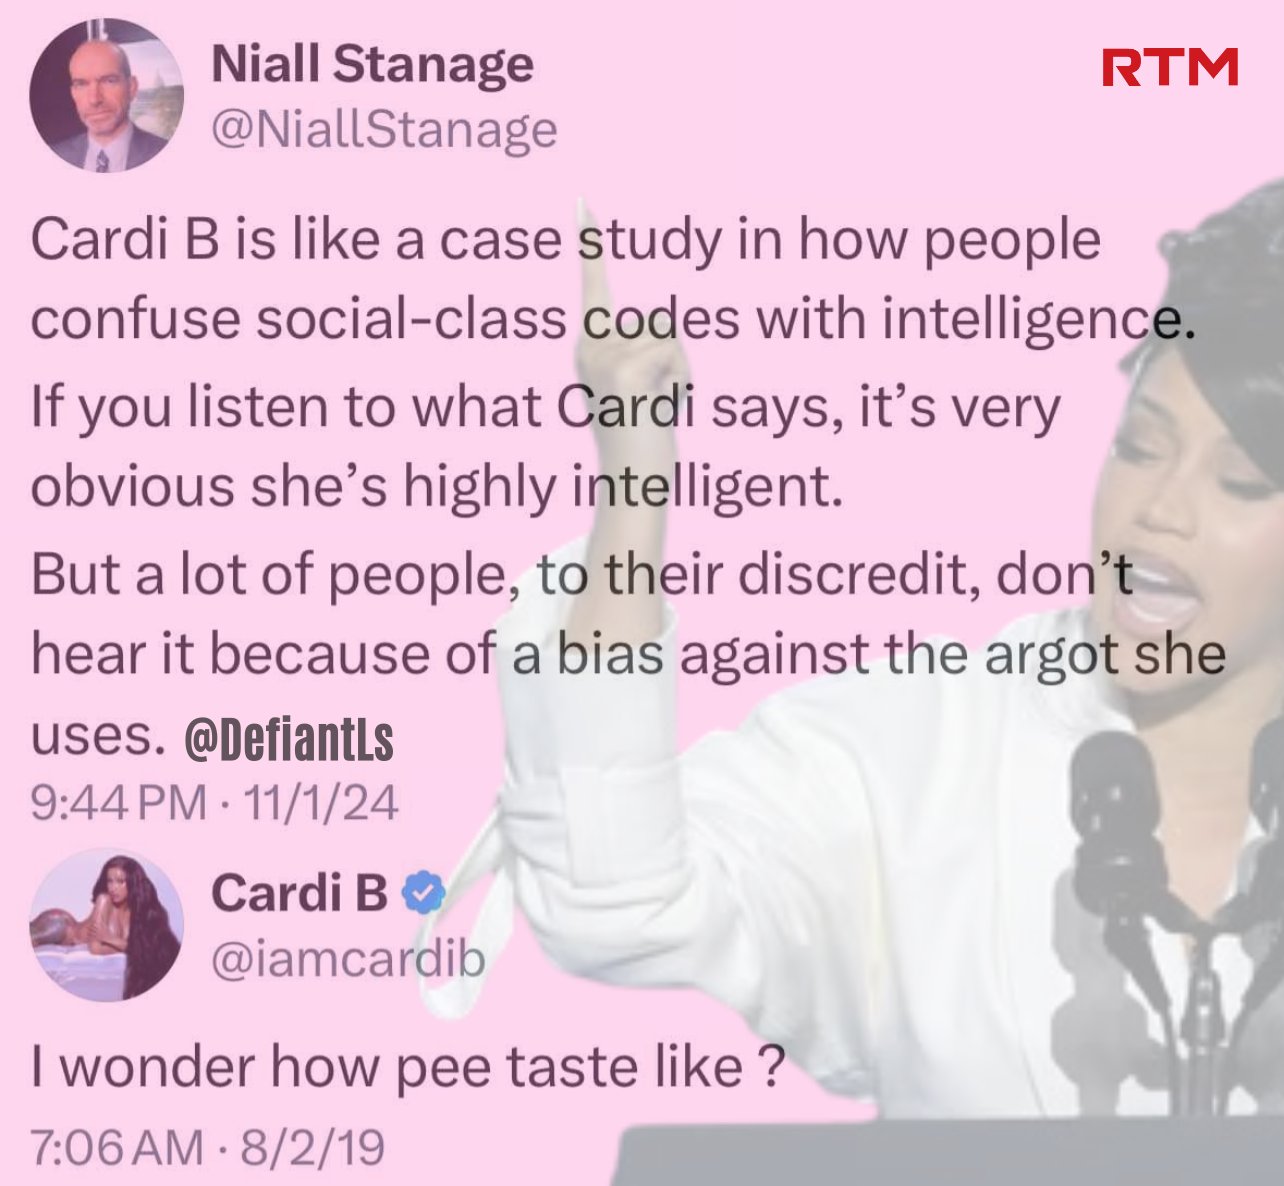 Niall Stanage
RTM
@NiallStanage
Cardi B is like a case study in how people
confuse social-class codes with intelligence.
If you listen to what Cardi says, it’s very
obvious she’s highly intelligent.
But a lot of people, to their discredit, don’t
hear it because of a bias against the argot she
uses. @DefiantLs
9:44 PM · 11/1/24
Cardi B
@iamcardib
I wonder how pee taste like ?
7:06 AM · 8/2/19